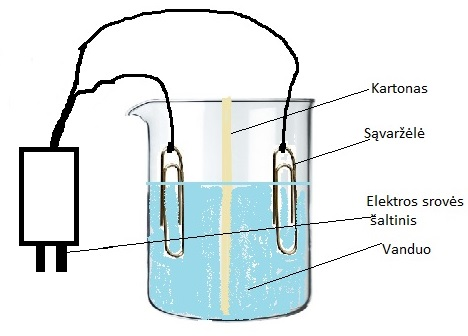 Kartonas
Sąvaržėlė
Elektros srovės
šaltinis
Vanduo